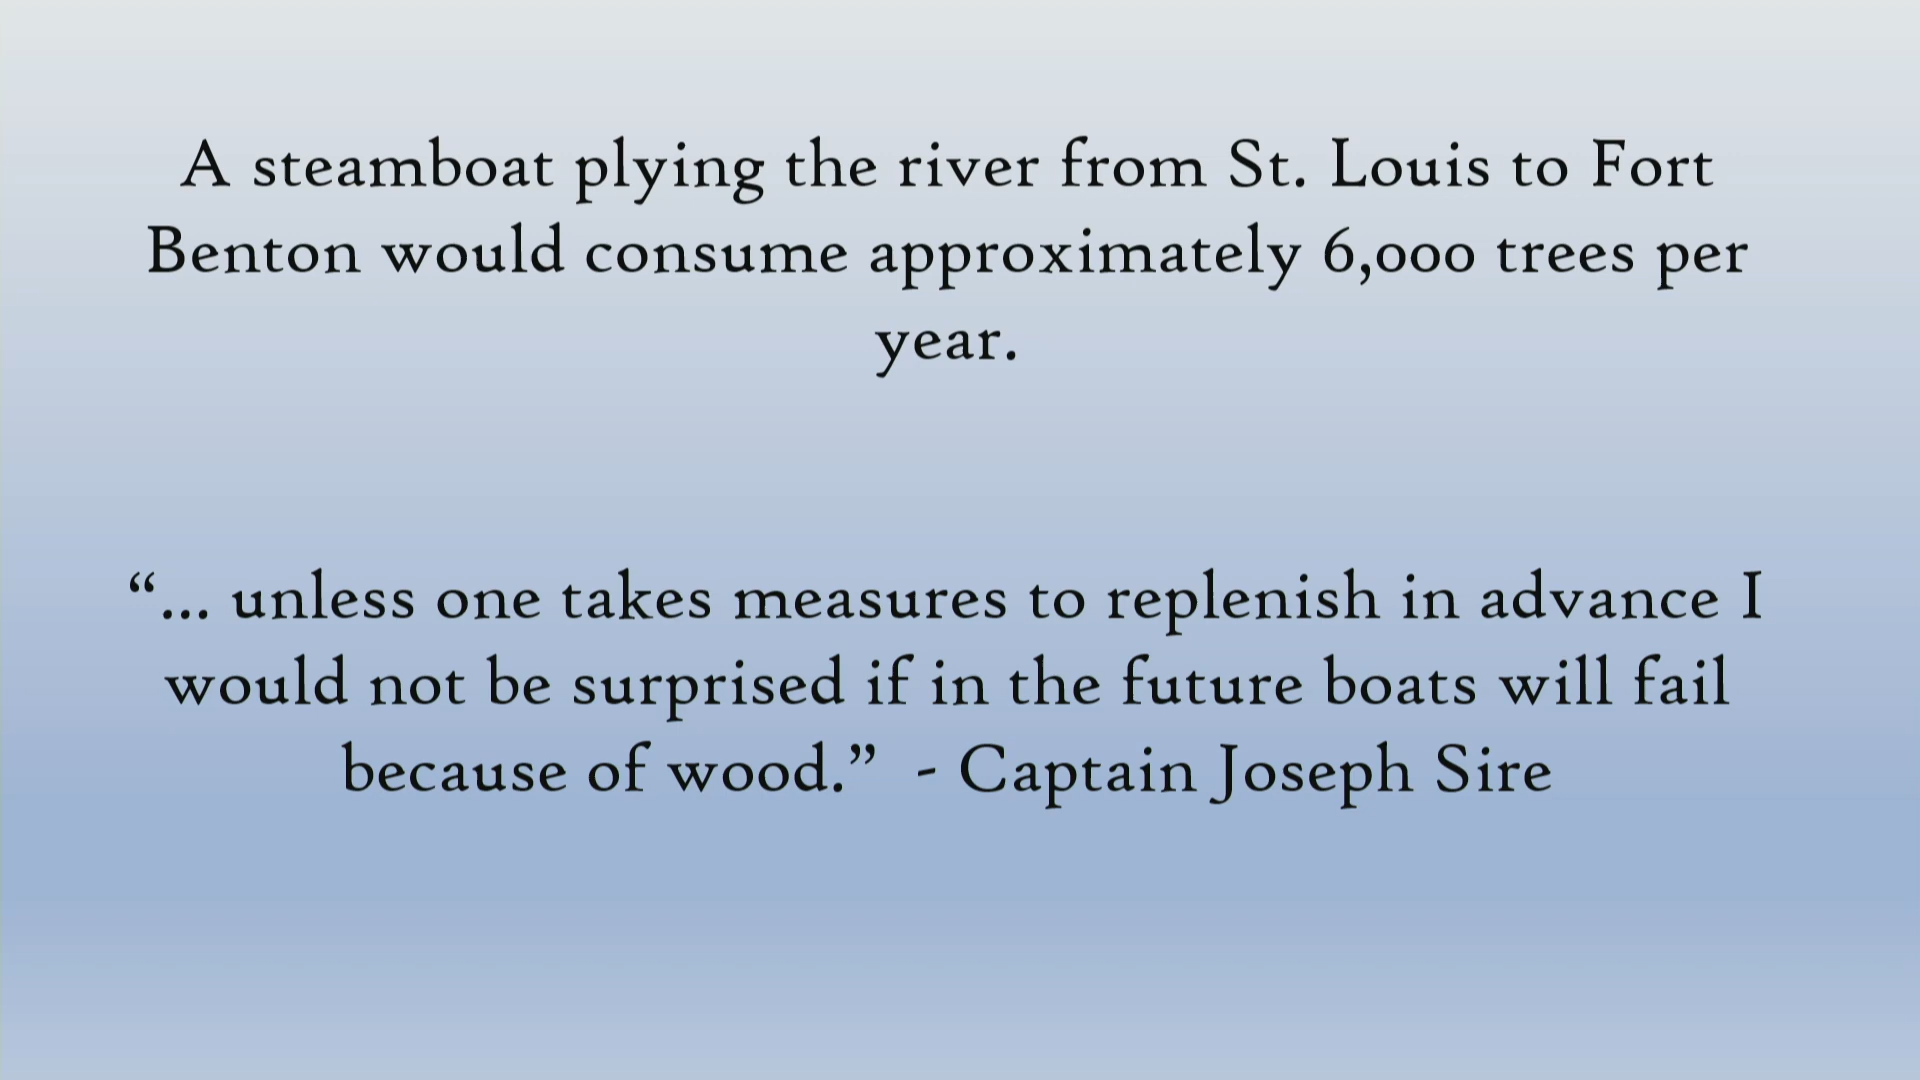 A steamboat plying the river from St. Louis to Fort
Benton would consume approximately 6,000 trees per
year.
“... unless one takes measures to replenish in advance I
would not be surprised if in the future boats will fail
because of wood.”  - Captain Joseph Sire